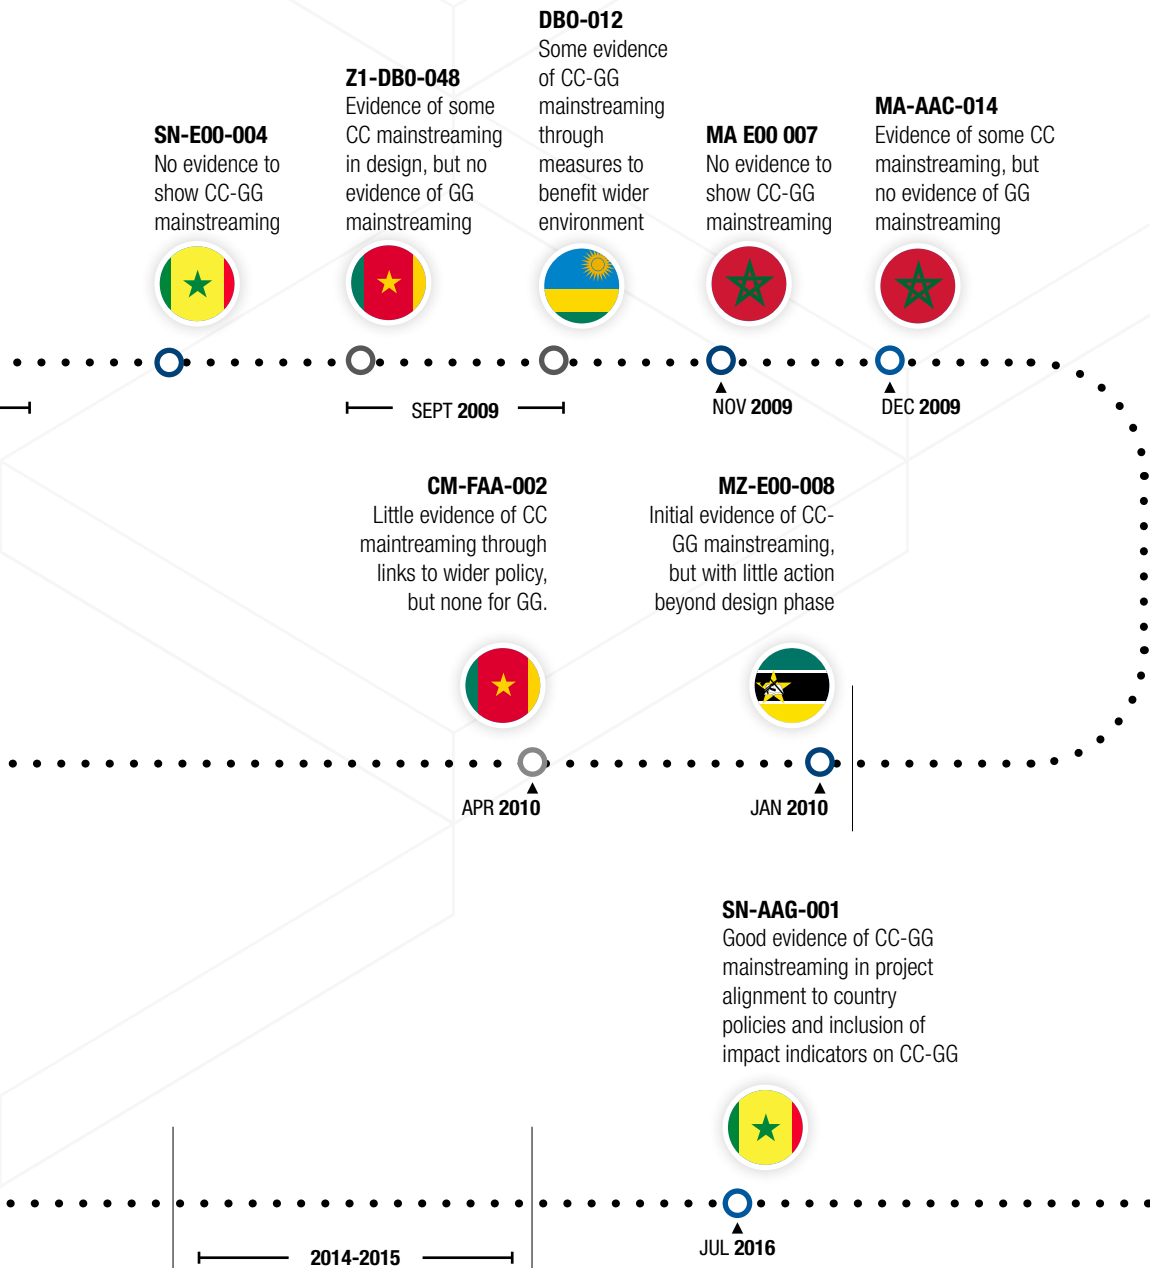 SN-E00-004
No evidence to
show CC-GG
mainstreaming
Z1-DB0-048
Evidence of some
CC mainstreaming
in design, but no
evidence of GG
mainstreaming
DBO-012
Some evidence
of CC-GG
mainstreaming
through
measures to
benefit wider
environment
MA E00 007
No evidence to
show CC-GG
mainstreaming
MA-AAC-014
Evidence of some CC
mainstreaming, but
no evidence of GG
mainstreaming
SEPT 2009
NOV 2009
DEC 2009
CM-FAA-002
Little evidence of CC
maintreaming through
links to wider policy,
but none for GG.
MZ-E00-008
Initial evidence of CC-
GG mainstreaming,
but with little action
beyond design phase
APR 2010
JAN 2010
SN-AAG-001
Good evidence of CC-GG
mainstreaming in project
alignment to country
policies and inclusion of
impact indicators on CC-GG
2014-2015
JUL 2016